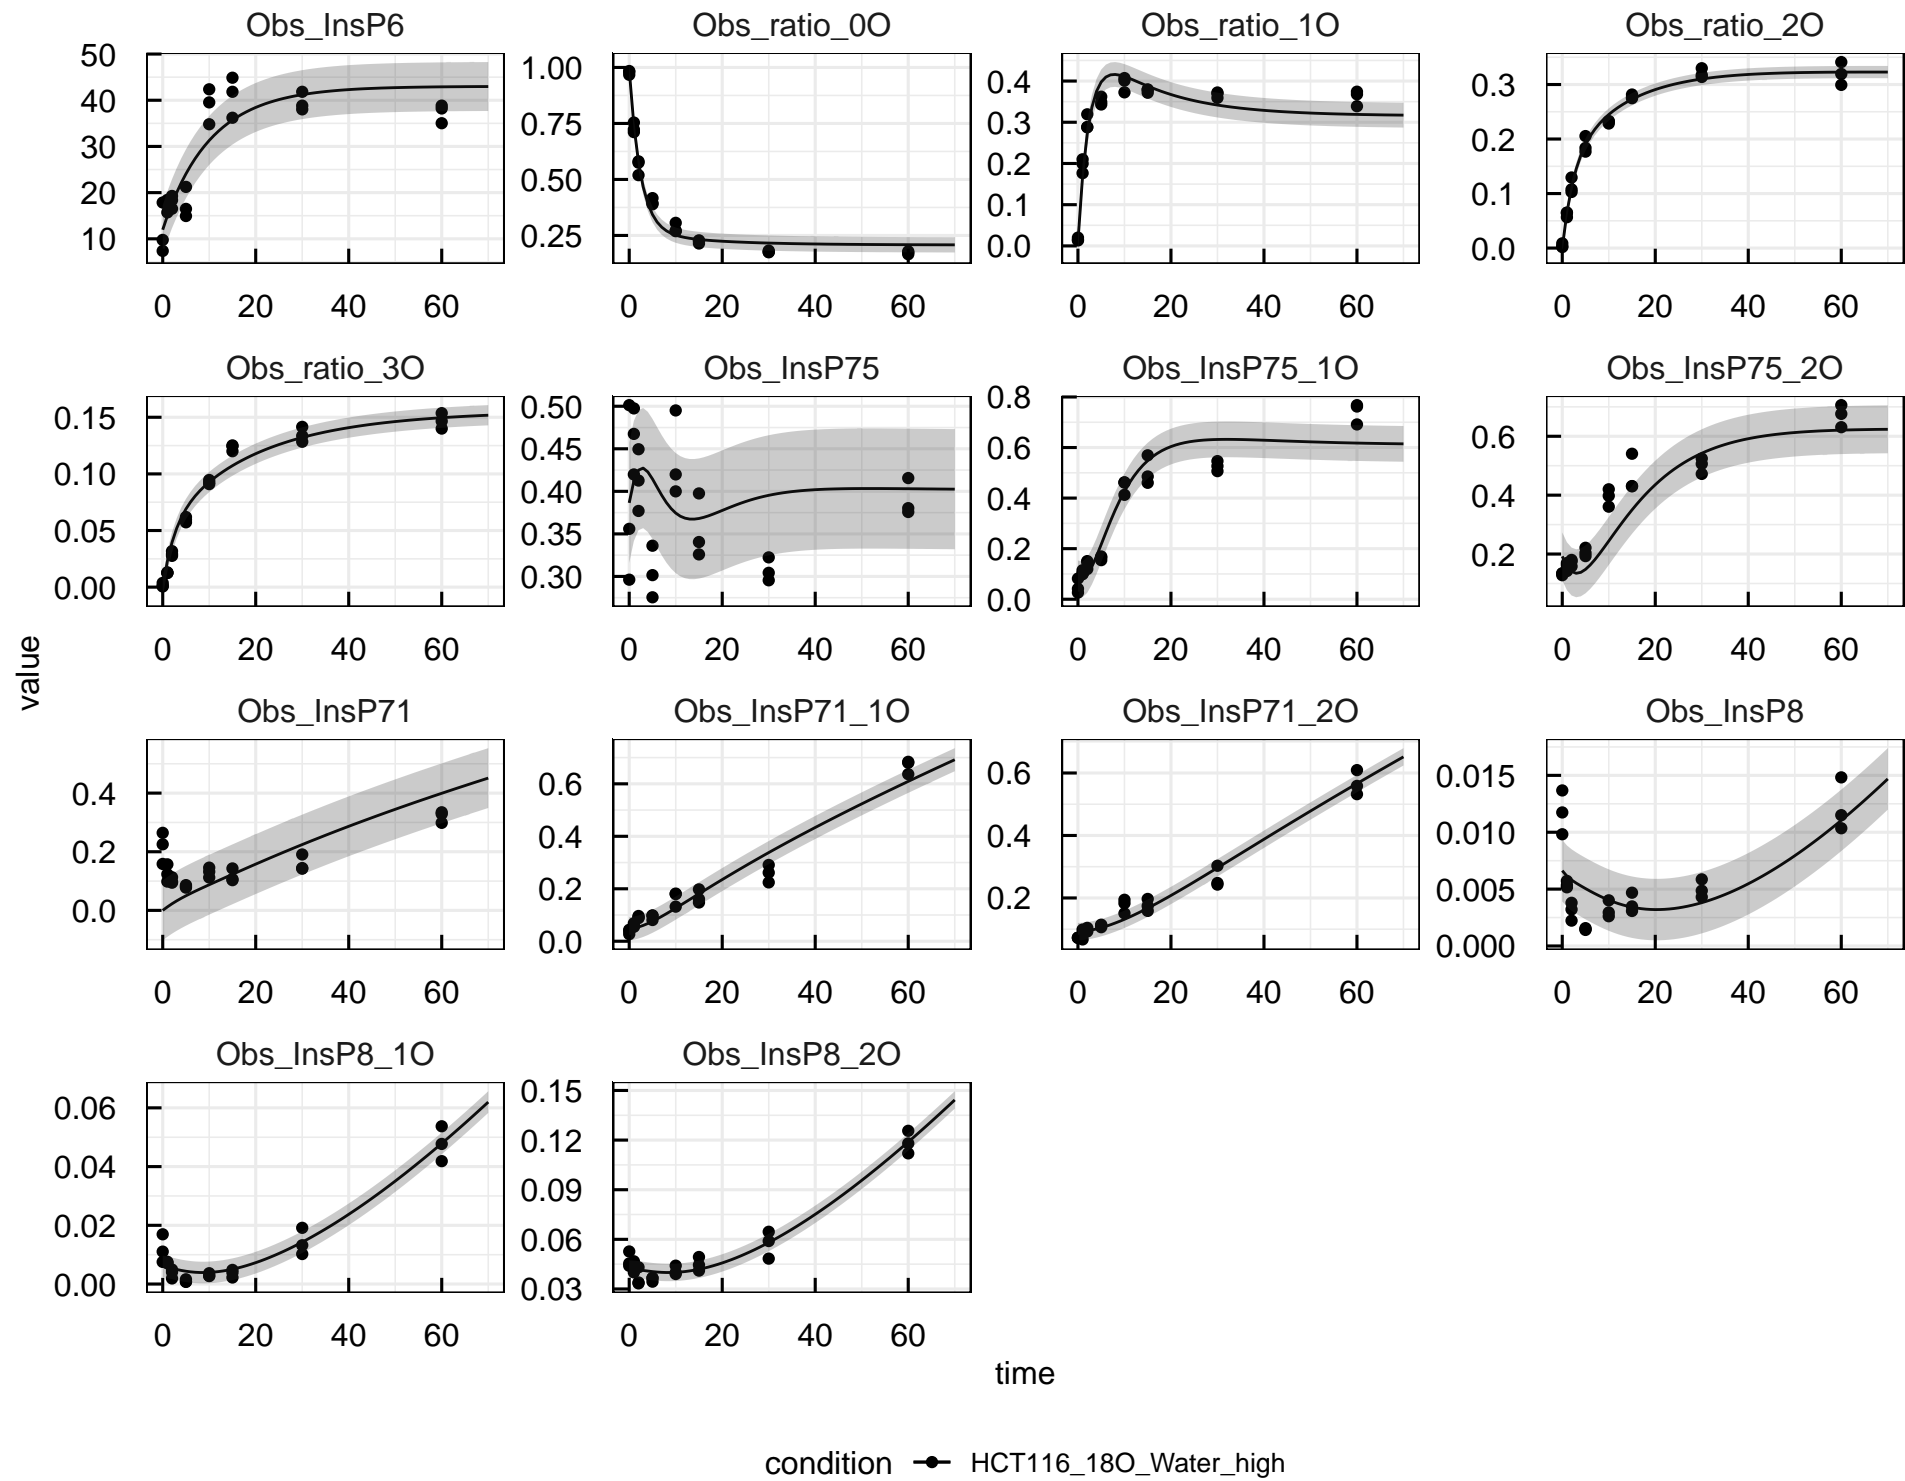 Obs_InsP6 Obs_ratio_0O Obs_ratio_1O Obs_ratio_2O
50 40 30 20 10
1.00 0.75 0.50 0.25
0.4 0.3 0.2 0.1 0.0
0.3 0.2 0.1 0.0
0 20 40 60 0 20 40 60 0 20 40 60 0 20 40 60
Obs_ratio_3O Obs_InsP75 Obs_InsP75_1O Obs_InsP75_2O
0.15 0.10 0.05 0.00
0.50 0.45 0.40 0.35 0.30
0.8 0.6 0.4 0.2 0.0
0.6 0.4 0.2
0 20 40 60 0 20 40 60 0 20 40 60 0 20 40 60
value
Obs_InsP71 Obs_InsP71_1O Obs_InsP71_2O Obs_InsP8
0.4 0.2 0.0
0.6 0.4 0.2 0.0
0.6 0.4 0.2
0.015 0.010 0.005 0.000
0 20 40 60 0 20 40 60 0 20 40 60 0 20 40 60
Obs_InsP8_1O Obs_InsP8_2O
0.06 0.04 0.02 0.00
0.15 0.12 0.09 0.06 0.03
0 20 40 60 0 20 40 60
time
condition HCT116_18O_Water_high